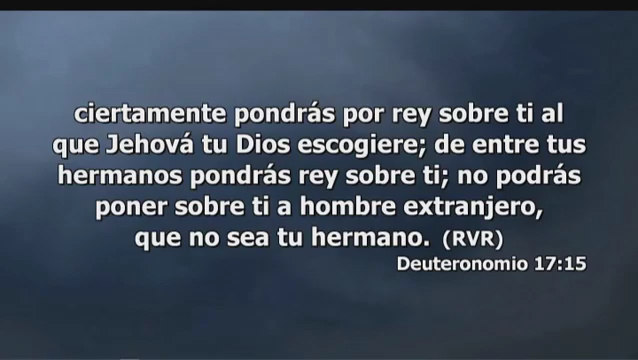 ciertamente pondrás por rey sobre ti al
que Jehová tu Dios escogiere; de entre tus
hermanos pondrás rey sobre ti; no podrás
poner sobre ti a hombre extranjero,
que no sea tu hermano. (RVR)
Deuteronomio 17:15